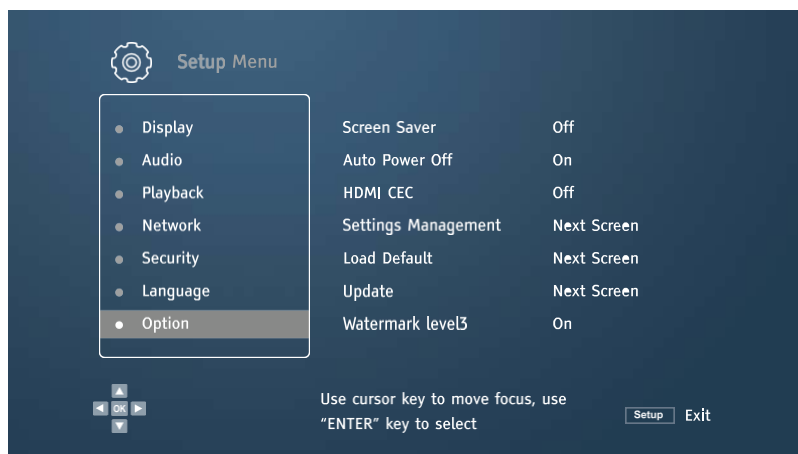 Setup Menu
Display
Audio
Playback
Network
Security
Language
Option
Screen Saver Off
Auto Power Off On
HDMI CEC Off
Settings Management Next Screen
Load Default Next Screen
Update Next Screen
Watermark level3 On
OK
Use cursor key to move focus, use
“ENTER” key to select
Setup Exit